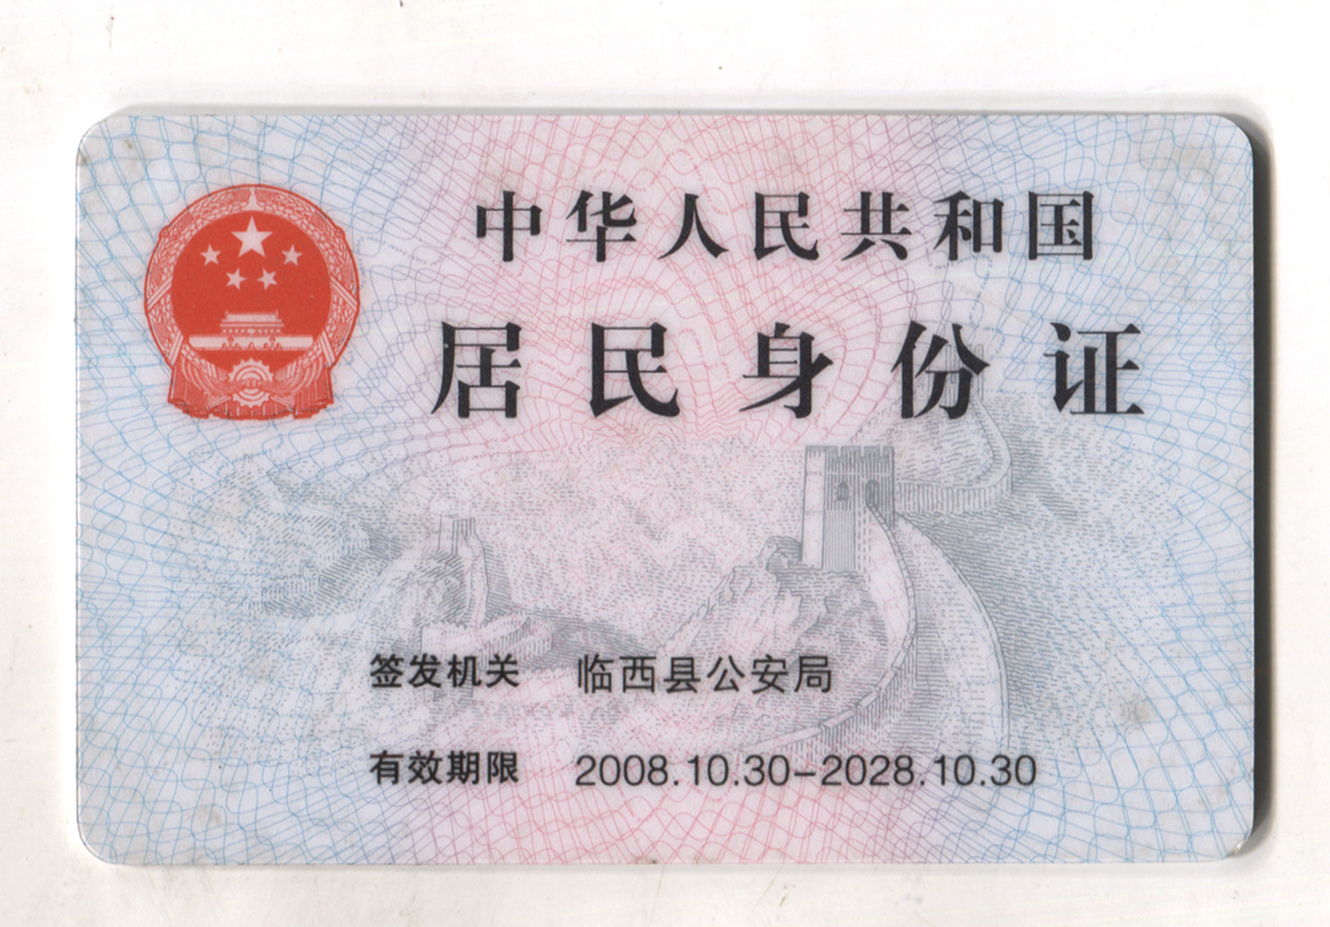 中华人民共和国
居民身份证
签发机关 临西县公安局
有效期限 2008.10.30-2028.10.30